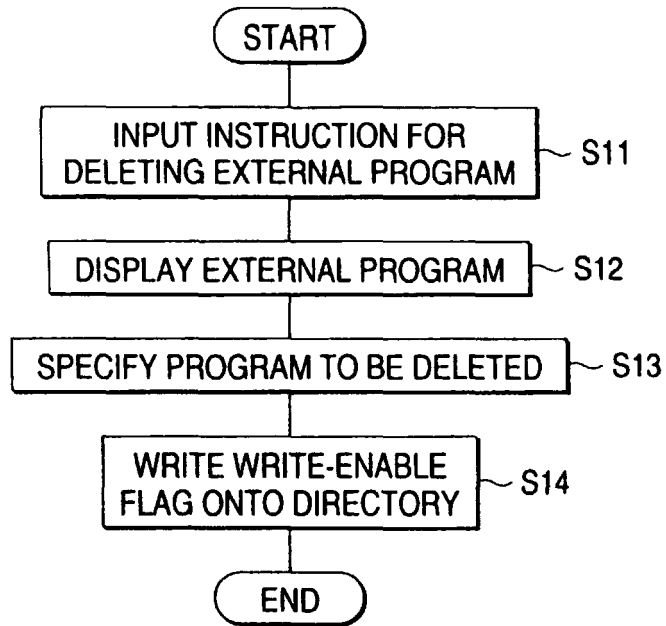 START
INPUT INSTRUCTION FOR
DELETING EXTERNAL PROGRAM
S11
DISPLAY EXTERNAL PROGRAM
S12
SPECIFY PROGRAM TO BE DELETED
S13
WRITE WRITE-ENABLE
FLAG ONTO DIRECTORY
S14
END